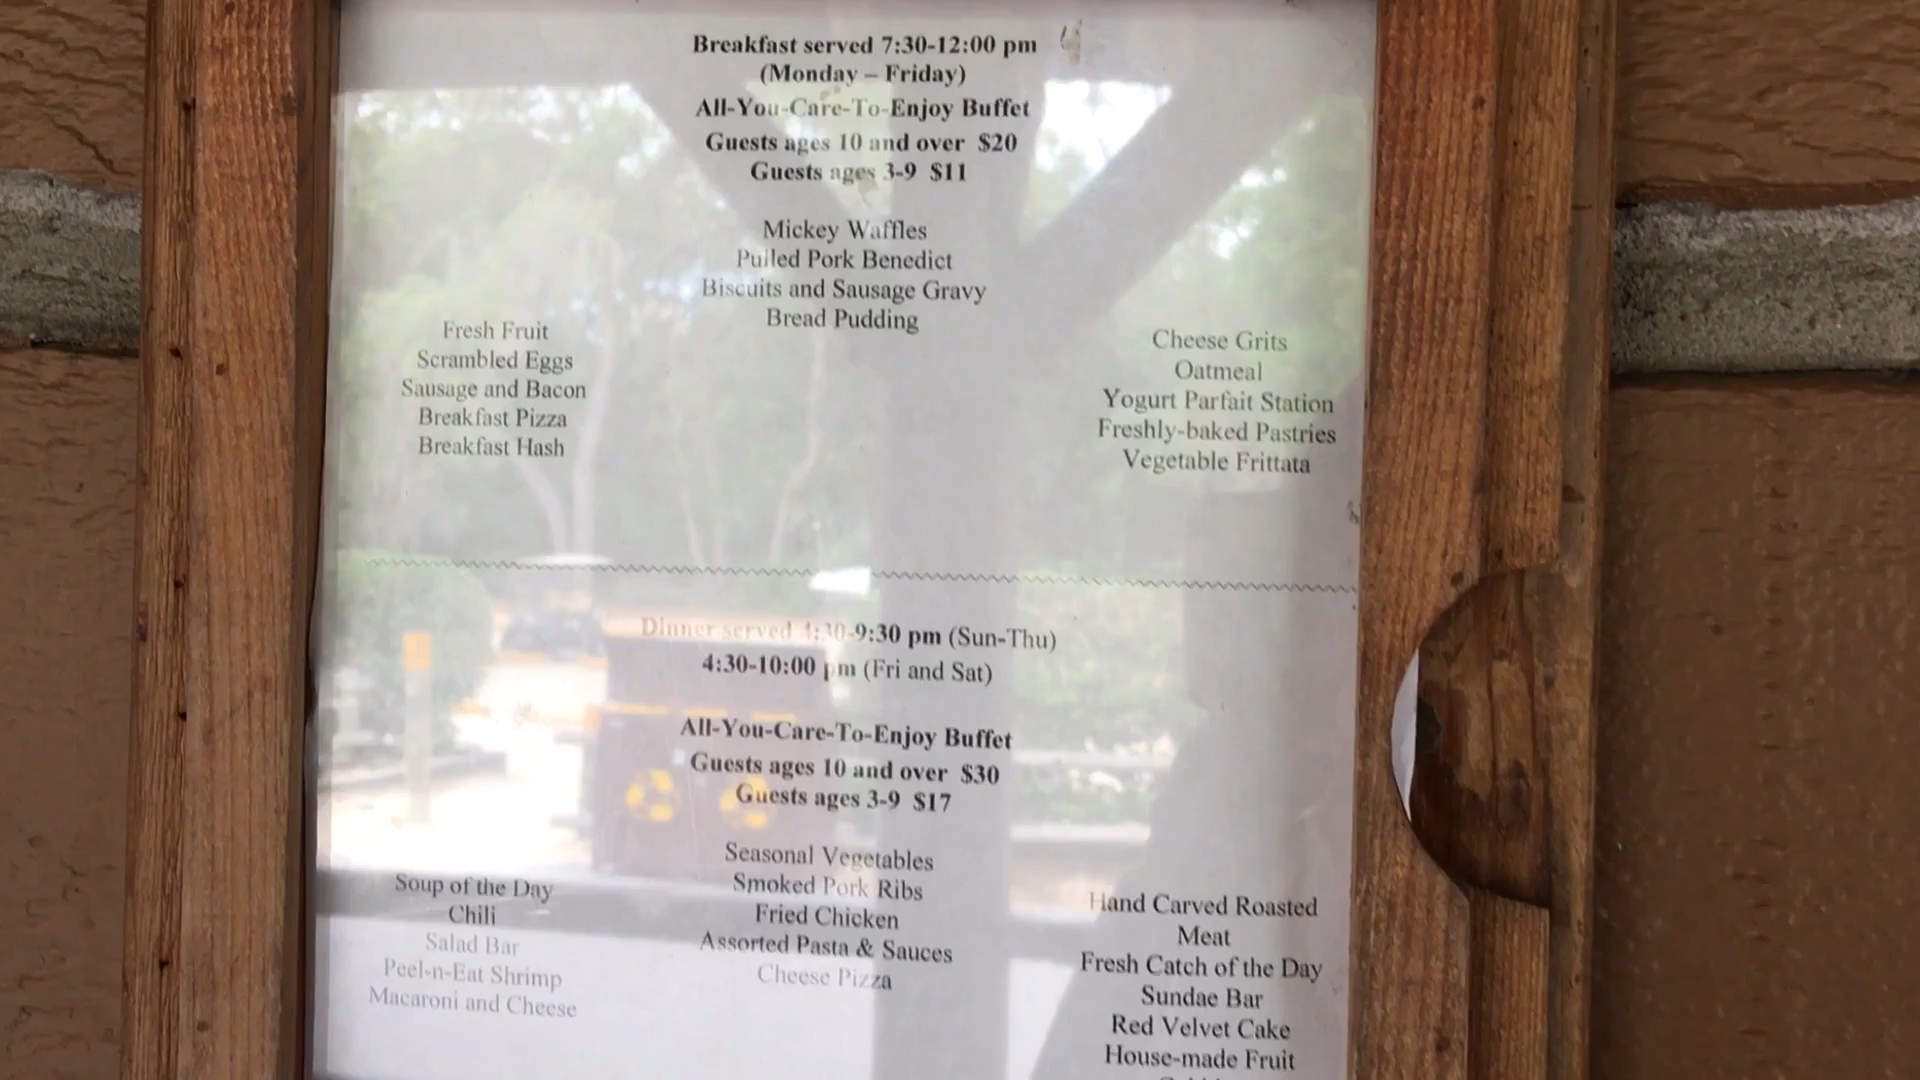 Breakfast served 7:30-12:00 pm
(Monday – Friday)
All-You-Care-To-Enjoy Buffet
Guests ages 10 and over $20
Guests ages 3-9 $11
Mickey Waffles
Pulled Pork Benedict
Biscuits and Sausage Gravy
Bread Pudding
Fresh Fruit
Scrambled Eggs
Sausage and Bacon
Breakfast Pizza
Breakfast Hash
Cheese Grits
Oatmeal
Yogurt Parfait Station
Freshly-baked Pastries
Vegetable Frittata
Dinner served 4:30-9:30 pm (Sun-Thu)
4:30-10:00 pm (Fri and Sat)
All-You-Care-To-Enjoy Buffet
Guests ages 10 and over $30
Guests ages 3-9 $17
Seasonal Vegetables
Smoked Pork Ribs
Fried Chicken
Assorted Pasta & Sauces
Cheese Pizza
Soup of the Day
Chili
Salad Bar
Peel-n-Eat Shrimp
Macaroni and Cheese
Hand Carved Roasted
Meat
Fresh Catch of the Day
Sundae Bar
Red Velvet Cake
House-made Fruit